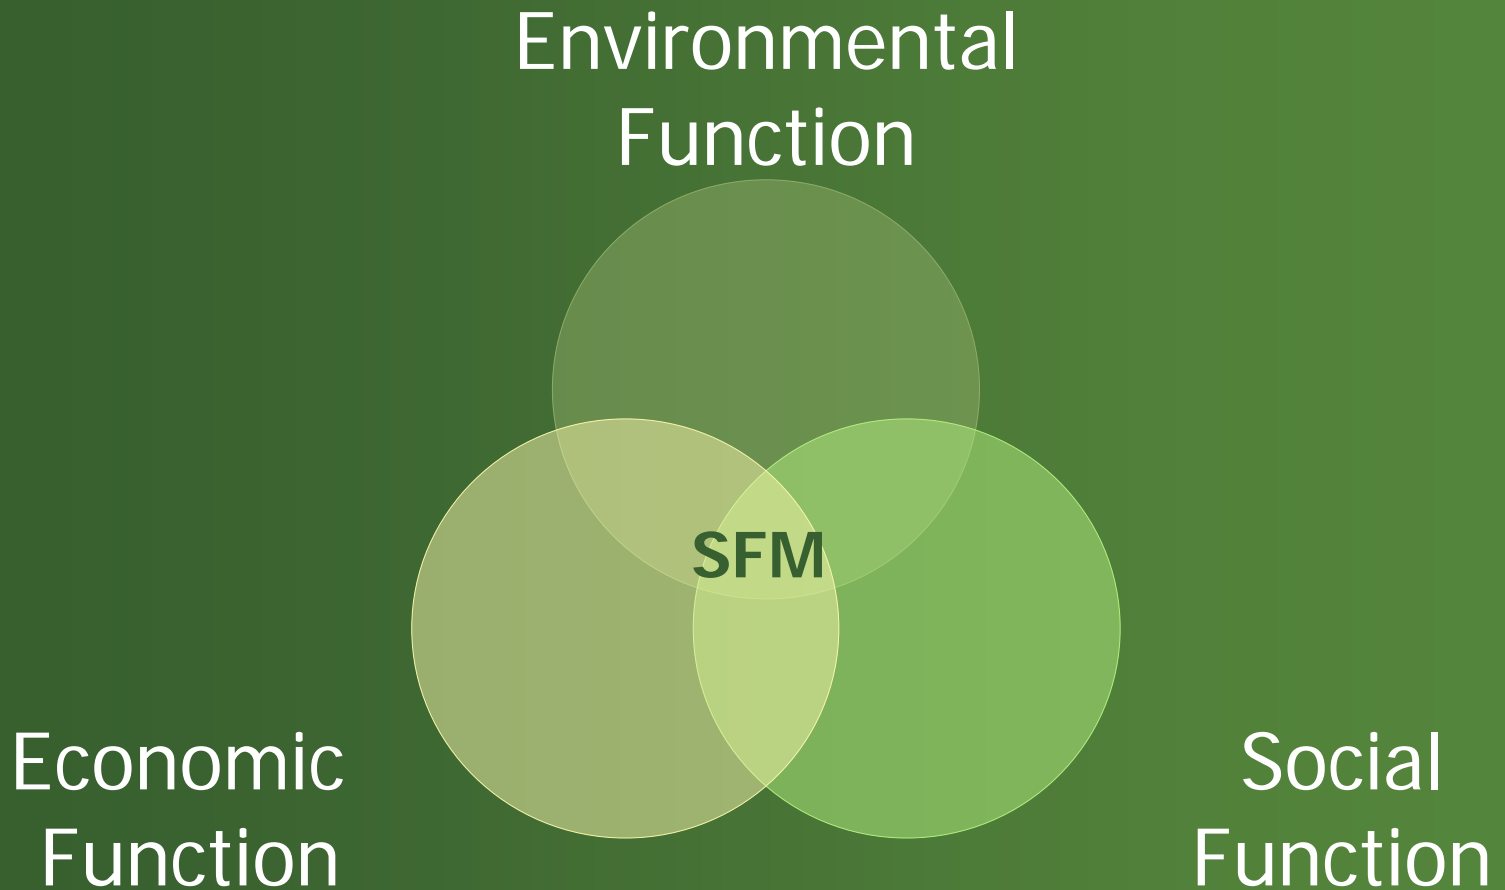 Environmental
Function
SFM
Economic
Function
Social
Function